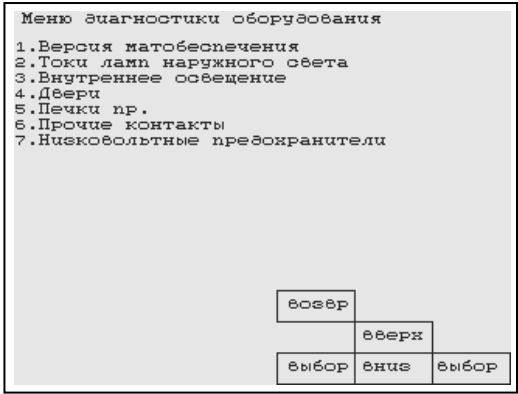 Меню диагностики оборудования
1.Версия матобеспечения
2.Токи ламп наружного света
3.Внутреннее освещение
4.Двери
5.Печки пр.
6.Прочие контакты
7.Низковольтные предохранители
возвр
вверх
выбор вниз выбор